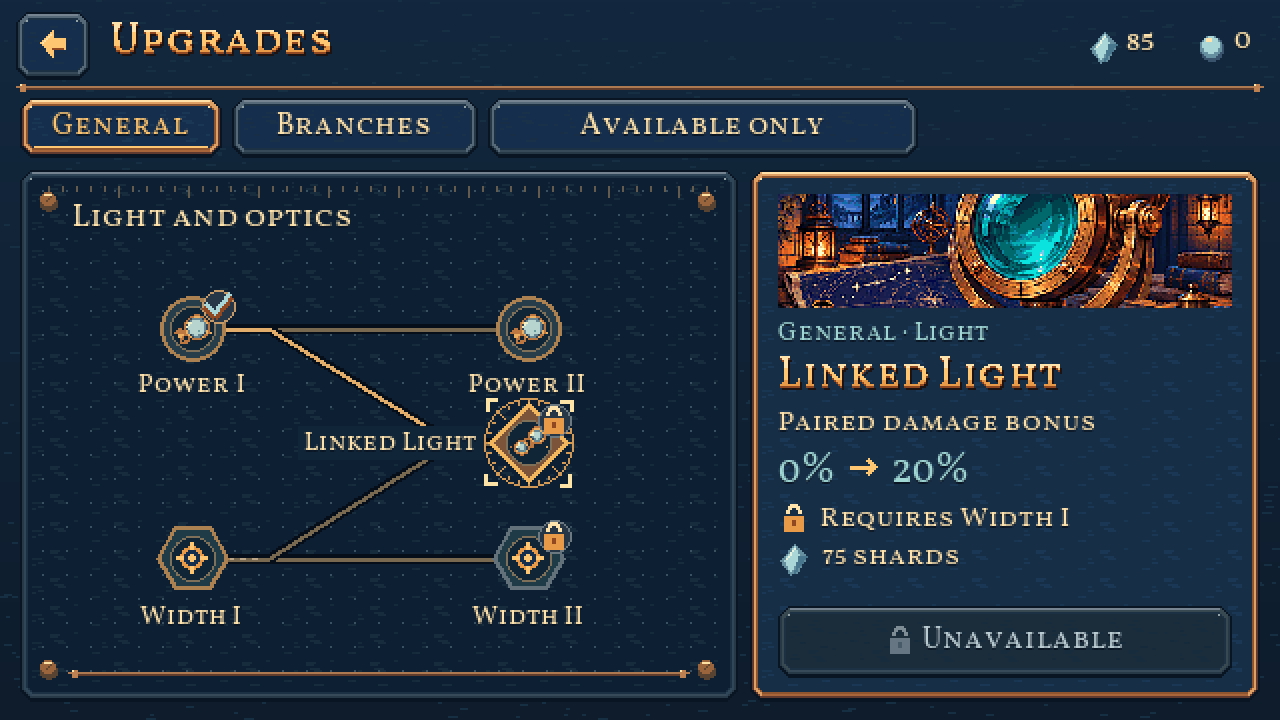 Upgrades
85
0
General
Branches
Available only
Light and optics
Power I
Power II
Linked Light
Width I
Width II
General · Light
Linked Light
Paired damage bonus
0% → 20%
Requires Width I
75 shards
Unavailable